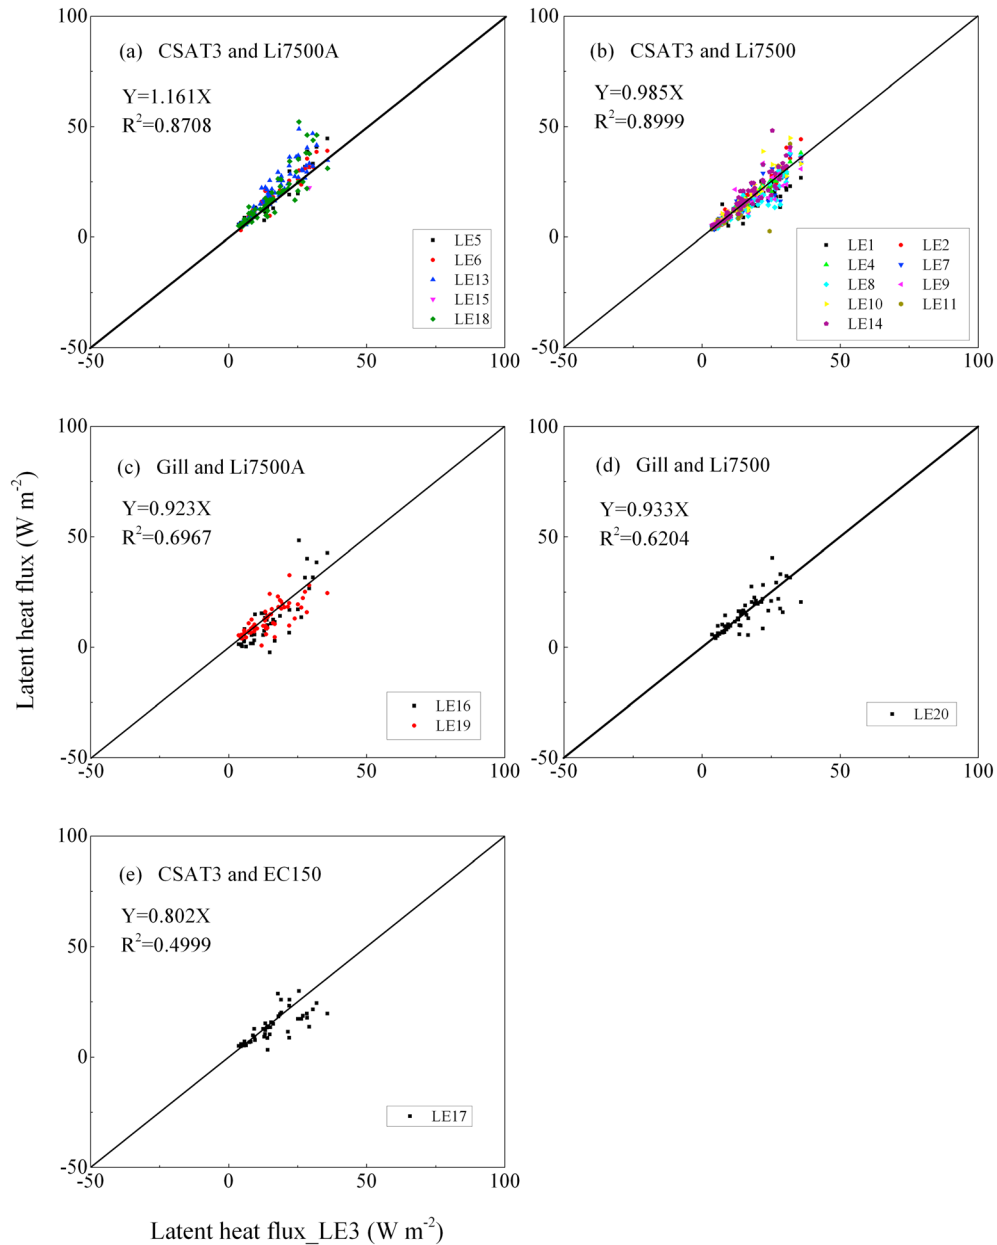 Latent heat flux (W m⁻²)
100
50
0
-50
(a) CSAT3 and Li7500A
Y=1.161X
R²=0.8708
LE5
LE6
LE13
LE15
LE18
-50 0 50 100
100
50
0
-50
(b) CSAT3 and Li7500
Y=0.985X
R²=0.8999
LE1 LE2
LE4 LE7
LE8 LE9
LE10 LE11
LE14
-50 0 50 100
100
50
0
-50
(c) Gill and Li7500A
Y=0.923X
R²=0.6967
LE16
LE19
-50 0 50 100
100
50
0
-50
(d) Gill and Li7500
Y=0.933X
R²=0.6204
LE20
-50 0 50 100
100
50
0
-50
(e) CSAT3 and EC150
Y=0.802X
R²=0.4999
LE17
-50 0 50 100
Latent heat flux_LE3 (W m⁻²)